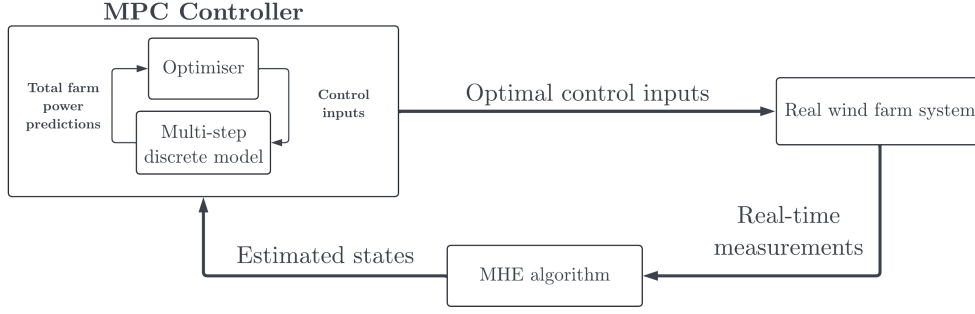 MPC Controller
Optimiser
Total farm
power
predictions
Control
inputs
Multi-step
discrete model
Optimal control inputs
Real wind farm system
Real-time
measurements
Estimated states
MHE algorithm